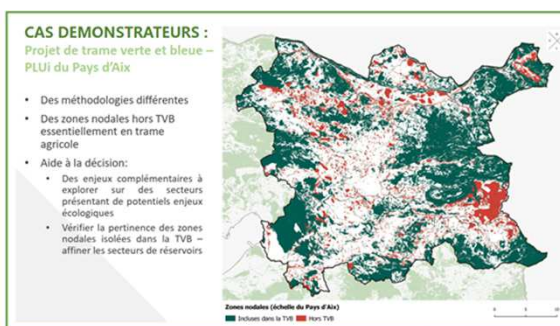 CAS DEMONSTRATEURS :
Projet de trame verte et bleue –
PLUi du Pays d'Aix
• Des méthodologies différentes
• Des zones nodales hors TVB
essentiellement en trame
agricole
• Aide à la décision:
• Des enjeux complémentaires à
explorer sur des secteurs
présentant de potentiels enjeux
écologiques
• Vérifier la pertinence des zones
nodales isolées dans la TVB –
affiner les secteurs de réservoirs
Zones nodales (échelle du Pays d'Aix)
Incluses dans la TVB
Hors TVB